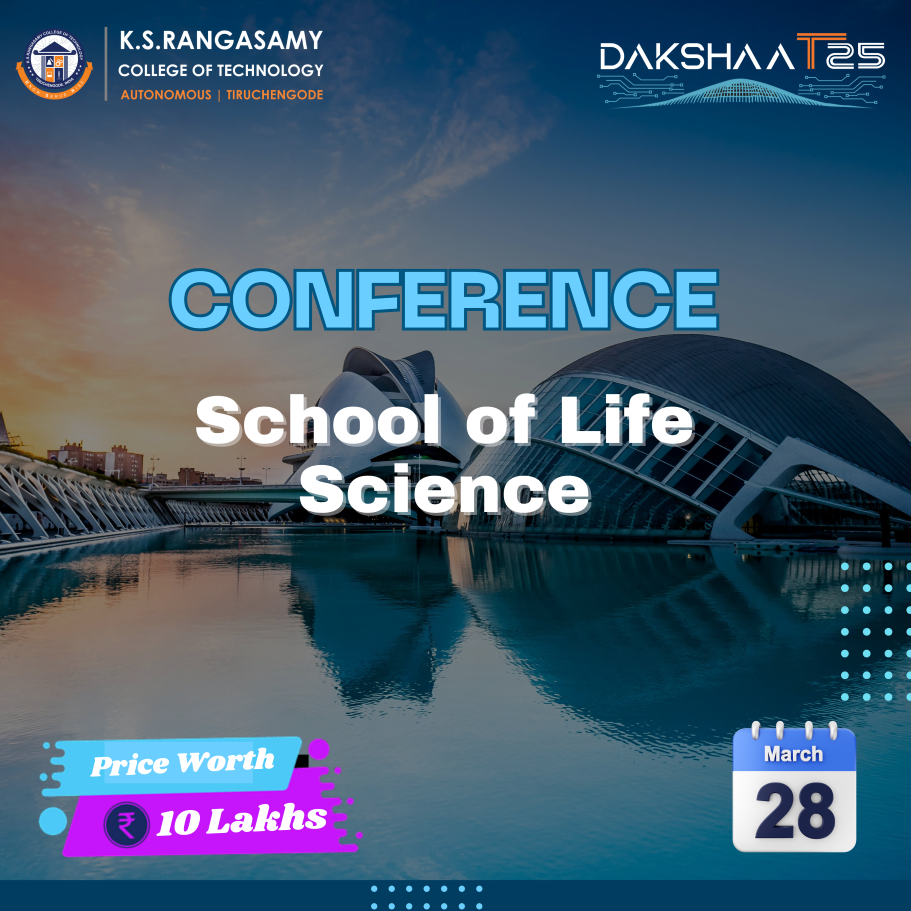 K.S.RANGASAMY
COLLEGE OF TECHNOLOGY
AUTONOMOUS | TIRUCHENGODE
DAKSHAA T25
CONFERENCE
School of Life
Science
Price Worth
₹ 10 Lakhs
March
28